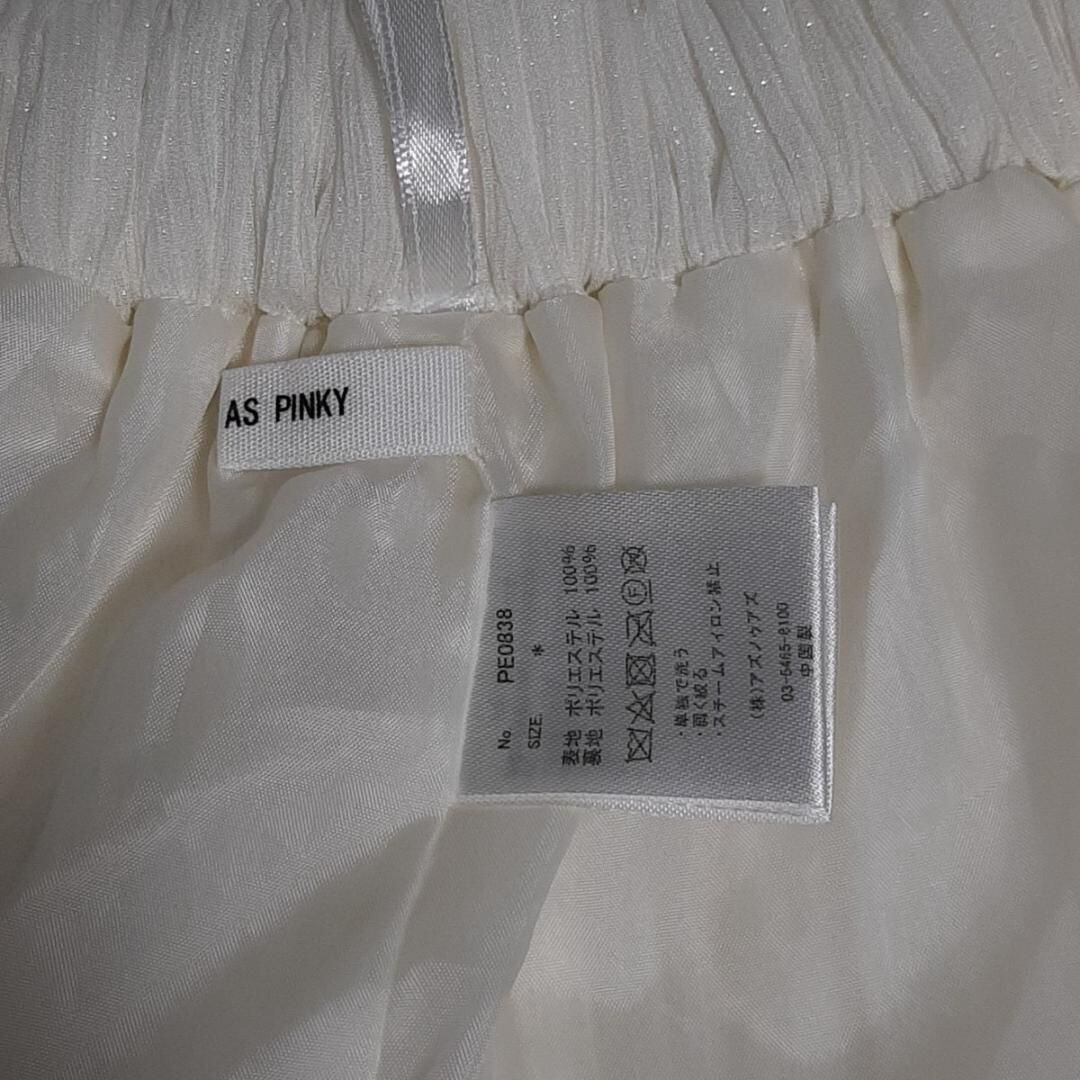 AS PINKY
No PE0838
SIZE. *
表地 ポリエステル 100%
裏地 ポリエステル 100%
F
・単独で洗う
・弱く絞る
・スチームアイロン禁止
(株)アズノゥアズ
03-5465-8100
中国製